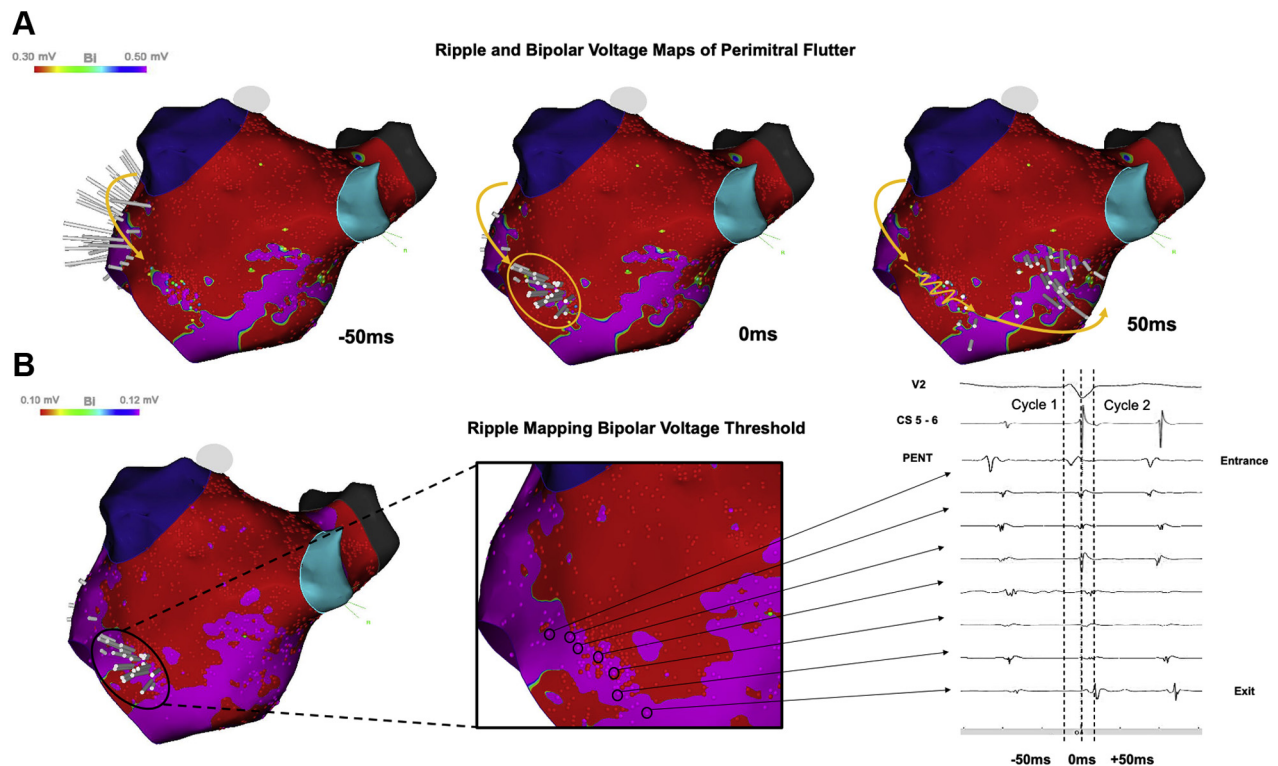 A
0.30 mV BI 0.50 mV
Ripple and Bipolar Voltage Maps of Perimitral Flutter
-50ms
0ms
50ms
B
0.10 mV BI 0.12 mV
Ripple Mapping Bipolar Voltage Threshold
V2
Cycle 1 Cycle 2
CS 5 - 6
PENT
Entrance
Exit
-50ms 0ms +50ms